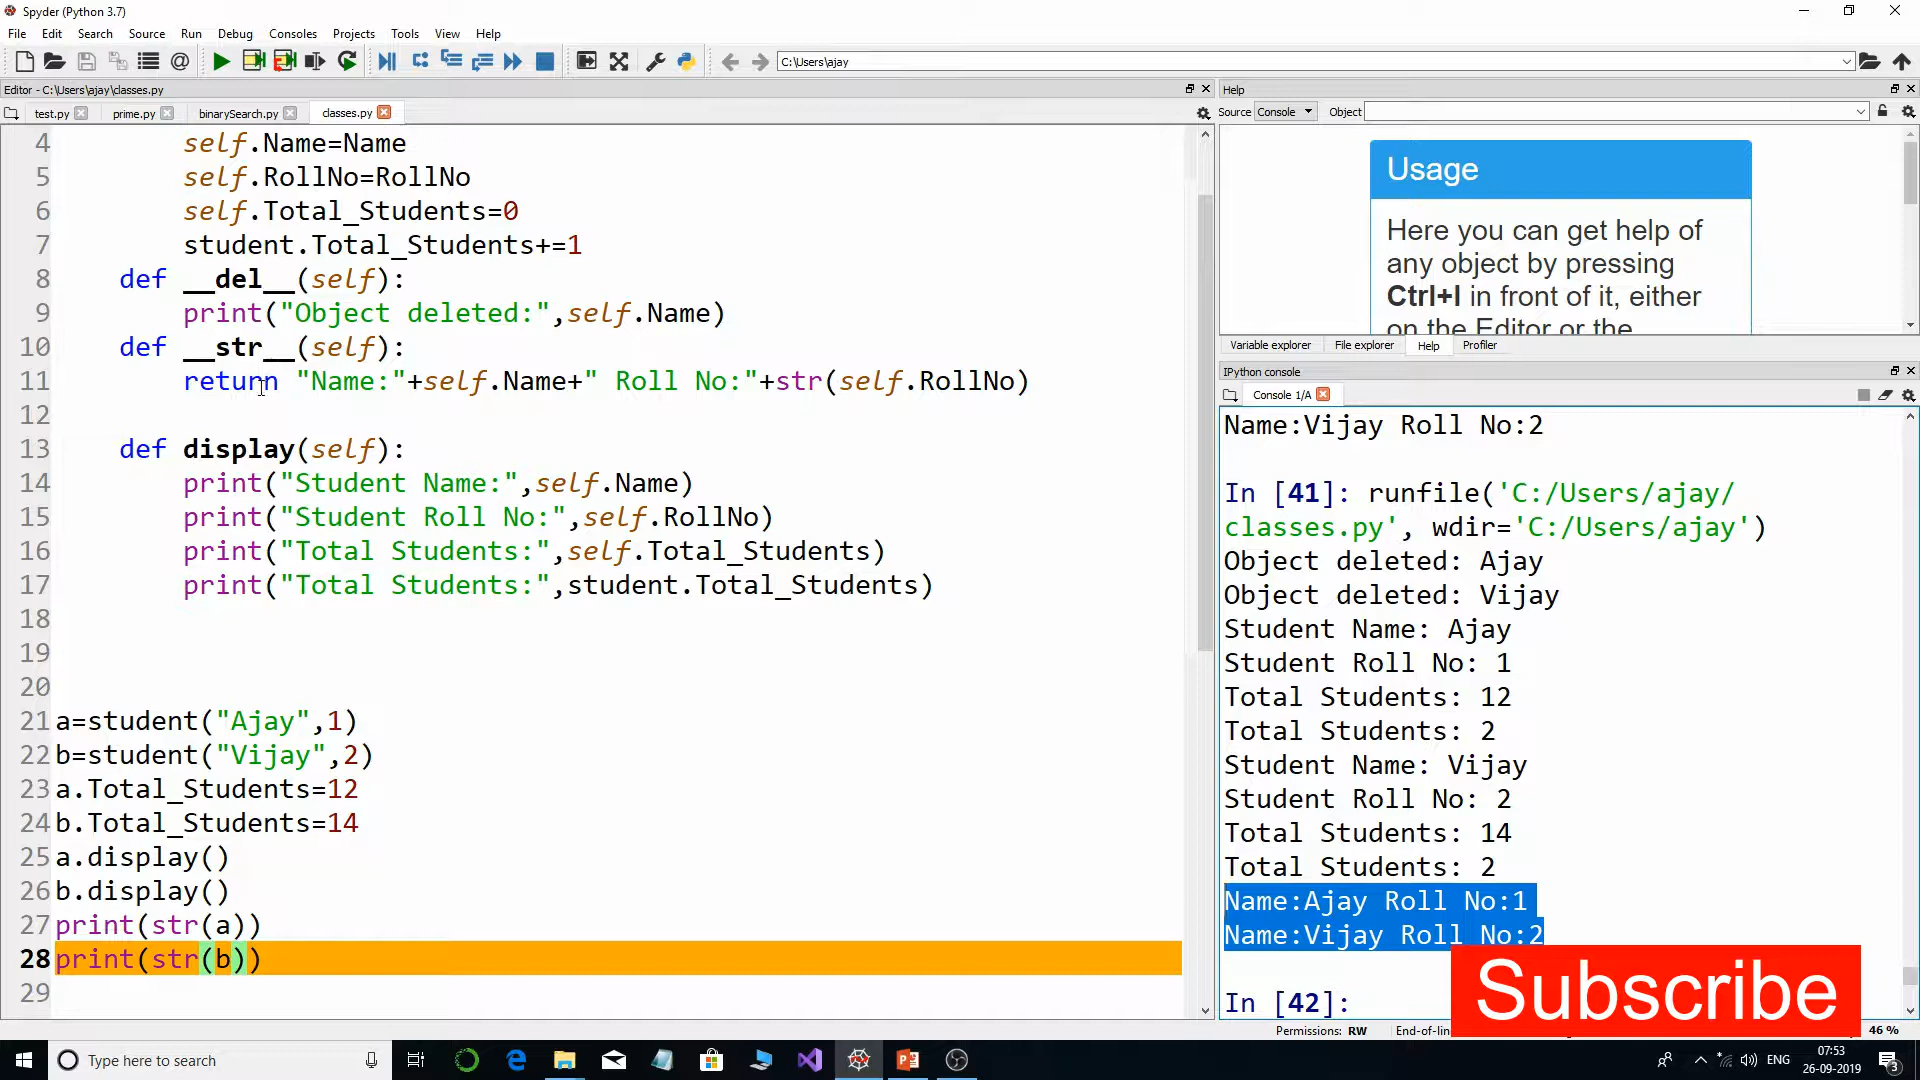 Spyder (Python 3.7)
File Edit Search Source Run Debug Consoles Projects Tools View Help
C:\Users\ajay
Editor - C:\Users\ajay\classes.py
test.py prime.py binarySearch.py classes.py
4 self.Name=Name
5 self.RollNo=RollNo
6 self.Total_Students=0
7 student.Total_Students+=1
8 def __del__(self):
9 print("Object deleted:",self.Name)
10 def __str__(self):
11 return "Name:"+self.Name+" Roll No:"+str(self.RollNo)
12
13 def display(self):
14 print("Student Name:",self.Name)
15 print("Student Roll No:",self.RollNo)
16 print("Total Students:",self.Total_Students)
17 print("Total Students:",student.Total_Students)
18
19
20
21 a=student("Ajay",1)
22 b=student("Vijay",2)
23 a.Total_Students=12
24 b.Total_Students=14
25 a.display()
26 b.display()
27 print(str(a))
28 print(str(b))
29
Help
Source Console Object
Usage
Here you can get help of
any object by pressing
Ctrl+I in front of it, either
on the Editor or the
Variable explorer File explorer Help Profiler
IPython console
Console 1/A
Name:Vijay Roll No:2
In [41]: runfile('C:/Users/ajay/
classes.py', wdir='C:/Users/ajay')
Object deleted: Ajay
Object deleted: Vijay
Student Name: Ajay
Student Roll No: 1
Total Students: 12
Total Students: 2
Student Name: Vijay
Student Roll No: 2
Total Students: 14
Total Students: 2
Name:Ajay Roll No:1
Name:Vijay Roll No:2
In [42]:
Subscribe
Permissions: RW End-of-lin 46 %
Type here to search
ENG
07:53
26-09-2019
3